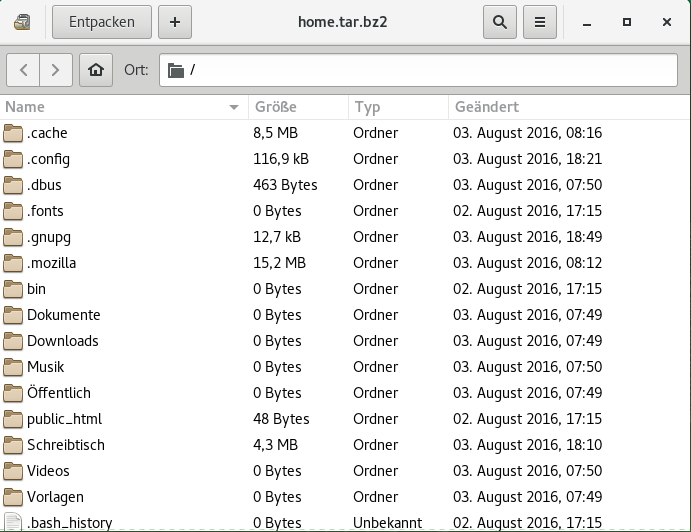 Entpacken + home.tar.bz2
Ort: /
Name Größe Typ Geändert
.cache 8,5 MB Ordner 03. August 2016, 08:16
.config 116,9 kB Ordner 03. August 2016, 18:21
.dbus 463 Bytes Ordner 03. August 2016, 07:50
.fonts 0 Bytes Ordner 02. August 2016, 17:15
.gnupg 12,7 kB Ordner 03. August 2016, 18:49
.mozilla 15,2 MB Ordner 03. August 2016, 08:12
bin 0 Bytes Ordner 02. August 2016, 17:15
Dokumente 0 Bytes Ordner 03. August 2016, 07:49
Downloads 0 Bytes Ordner 03. August 2016, 07:49
Musik 0 Bytes Ordner 03. August 2016, 07:50
Öffentlich 0 Bytes Ordner 03. August 2016, 07:49
public_html 48 Bytes Ordner 02. August 2016, 17:15
Schreibtisch 4,3 MB Ordner 03. August 2016, 18:10
Videos 0 Bytes Ordner 03. August 2016, 07:50
Vorlagen 0 Bytes Ordner 03. August 2016, 07:49
.bash_history 0 Bytes Unbekannt 02. August 2016, 17:15